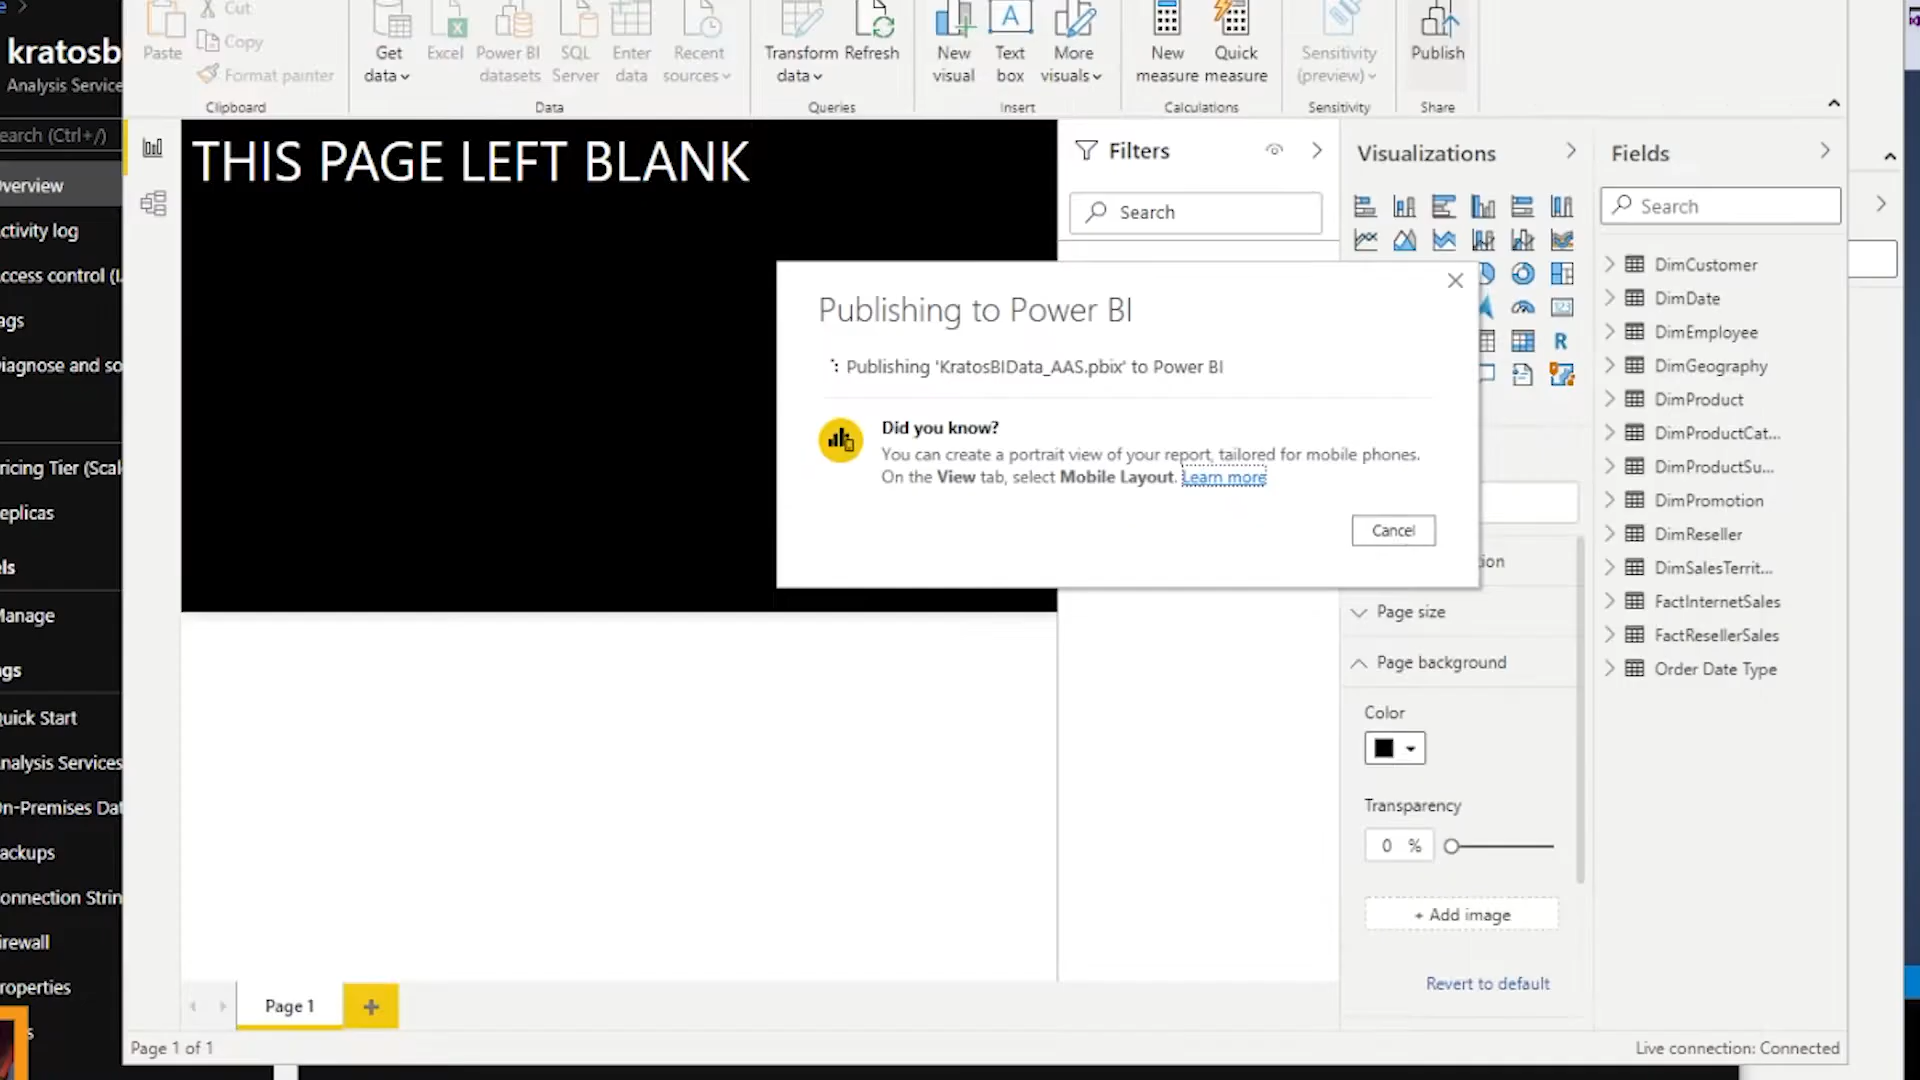 kratosb
Analysis Service
earch (Ctrl+/)
Overview
ctivity log
ccess control (I.
ags
Diagnose and so
ricing Tier (Scal
eplicas
els
Manage
gs
Quick Start
nalysis Services
On-Premises Dat
ackups
onnection Strin
irewall
roperties
s
Paste
Cut
Copy
Format painter
Clipboard
Get data
Excel
Power BI datasets
SQL Server
Enter data
Recent sources
Data
Transform data
Refresh
Queries
New visual
Text box
More visuals
Insert
New measure
Quick measure
Calculations
Sensitivity (preview)
Sensitivity
Publish
Share
THIS PAGE LEFT BLANK
Filters
Search
Visualizations
R
Fields
Search
DimCustomer
DimDate
DimEmployee
DimGeography
DimProduct
DimProductCat...
DimProductSu...
DimPromotion
DimReseller
DimSalesTerrit...
FactInternetSales
FactResellerSales
Order Date Type
Publishing to Power BI
Publishing 'KratosBIData_AAS.pbix' to Power BI
Did you know?
You can create a portrait view of your report, tailored for mobile phones.
On the View tab, select Mobile Layout. Learn more
Cancel
ion
Page size
Page background
Color
Transparency
0 %
+ Add image
Revert to default
Page 1
+
Page 1 of 1
Live connection: Connected